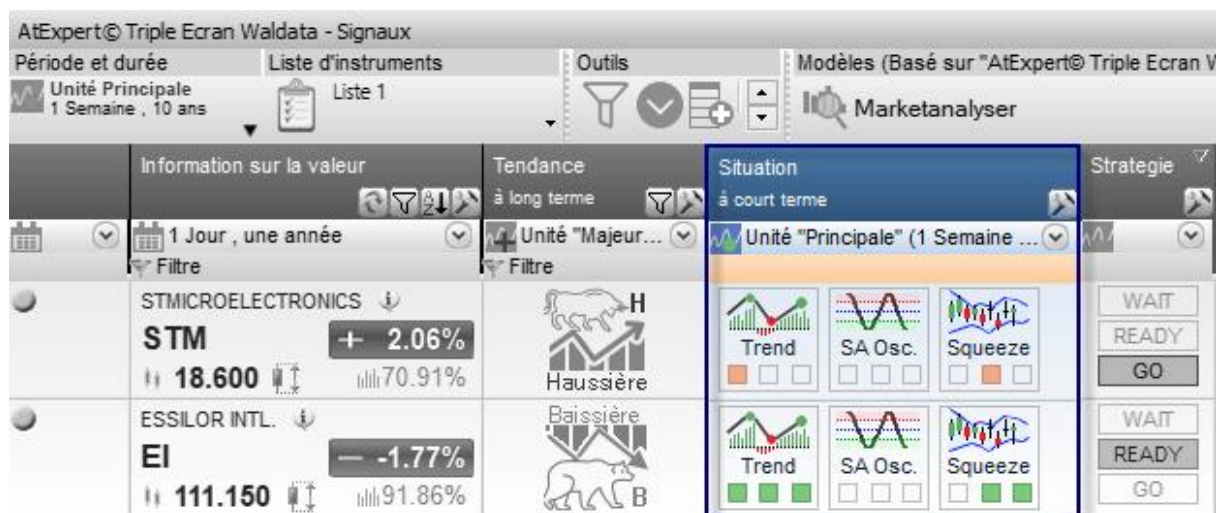 AtExpert© Triple Ecran Waldata - Signaux
Période et durée Liste d'instruments Outils Modèles (Basé sur "AtExpert© Triple Ecran
Unité Principale
1 Semaine , 10 ans
Liste 1
Marketanalyser
Information sur la valeur
Tendance
à long terme
Situation
à court terme
Strategie
1 Jour , une année
Unité "Majeur...
Unité "Principale" (1 Semaine ...
Filtre
Filtre
STMICROELECTRONICS
STM
+ 2.06%
18.600
70.91%
H
Haussière
Trend
SA Osc.
Squeeze
WAIT
READY
GO
ESSILOR INTL.
EI
- -1.77%
111.150
91.86%
Baissière
B
Trend
SA Osc.
Squeeze
WAIT
READY
GO